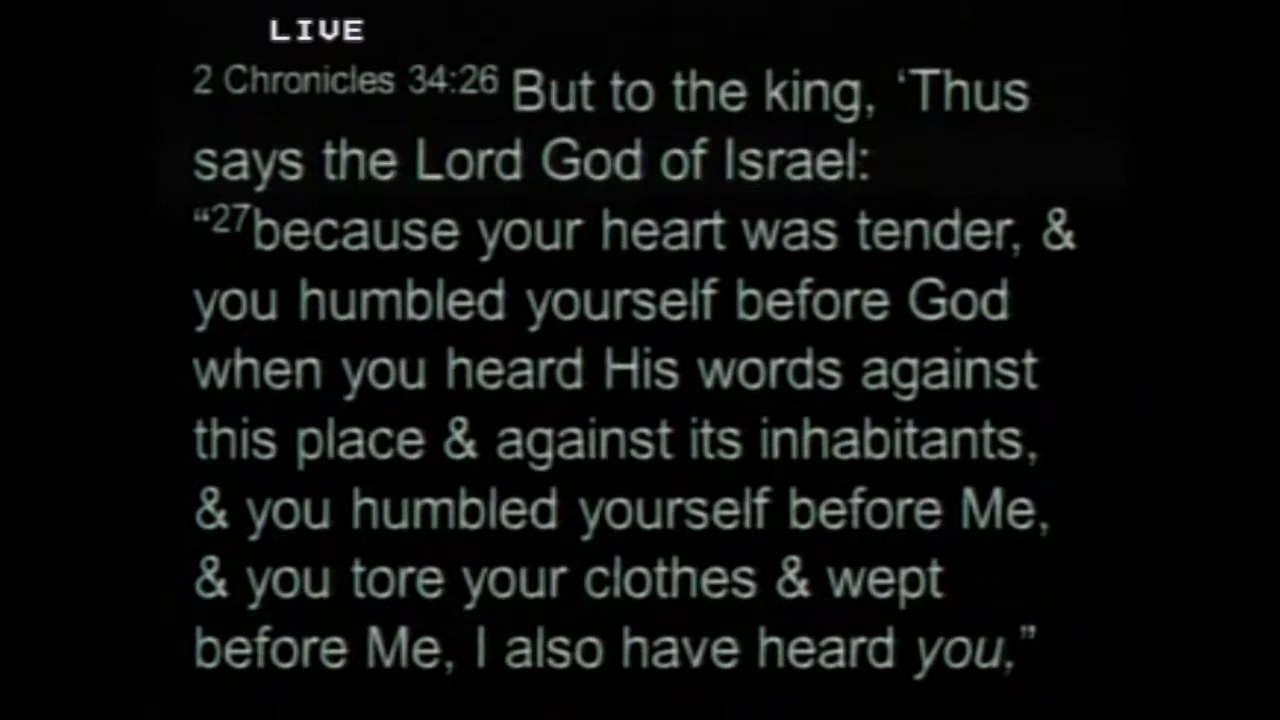 LIVE
2 Chronicles 34:26 But to the king, ‘Thus
says the Lord God of Israel:
“27because your heart was tender, &
you humbled yourself before God
when you heard His words against
this place & against its inhabitants,
& you humbled yourself before Me,
& you tore your clothes & wept
before Me, I also have heard you,”